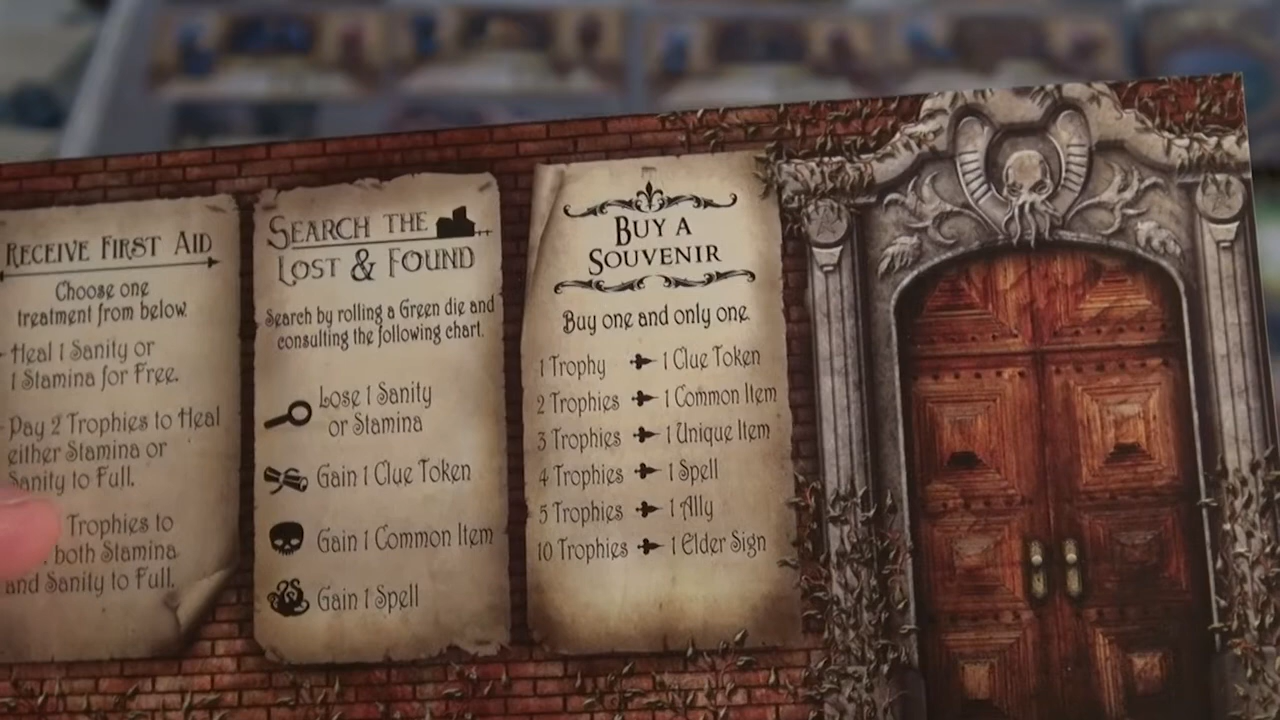 RECEIVE FIRST AID
Choose one
treatment from below.
Heal 1 Sanity or
1 Stamina for Free.
Pay 2 Trophies to Heal
either Stamina or
Sanity to Full.
Trophies to
both Stamina
and Sanity to Full.
SEARCH THE
LOST & FOUND
Search by rolling a Green die and
consulting the following chart.
Lose 1 Sanity
or Stamina
Gain 1 Clue Token
Gain 1 Common Item
Gain 1 Spell
BUY A
SOUVENIR
Buy one and only one.
1 Trophy 1 Clue Token
2 Trophies 1 Common Item
3 Trophies 1 Unique Item
4 Trophies 1 Spell
5 Trophies 1 Ally
10 Trophies 1 Elder Sign